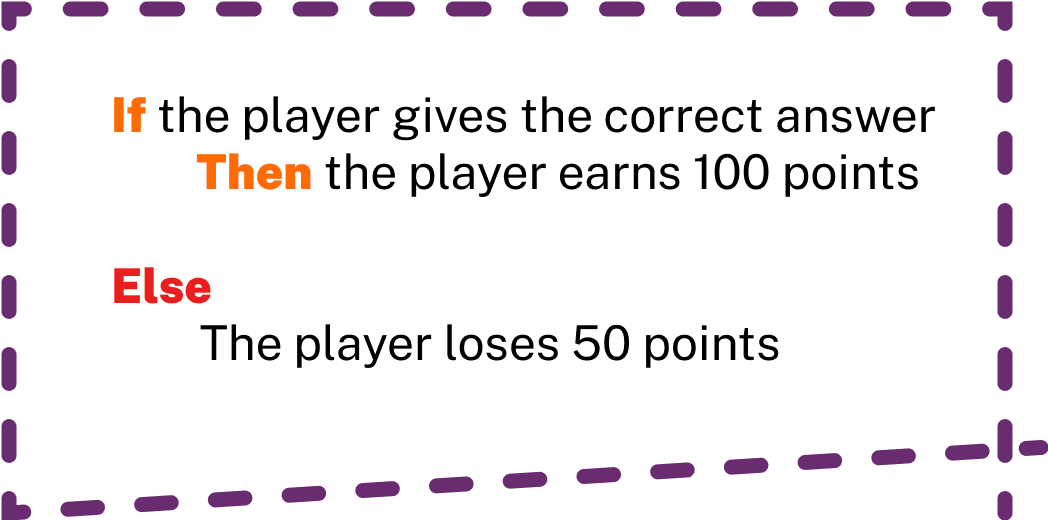 If the player gives the correct answer
Then the player earns 100 points
Else
The player loses 50 points